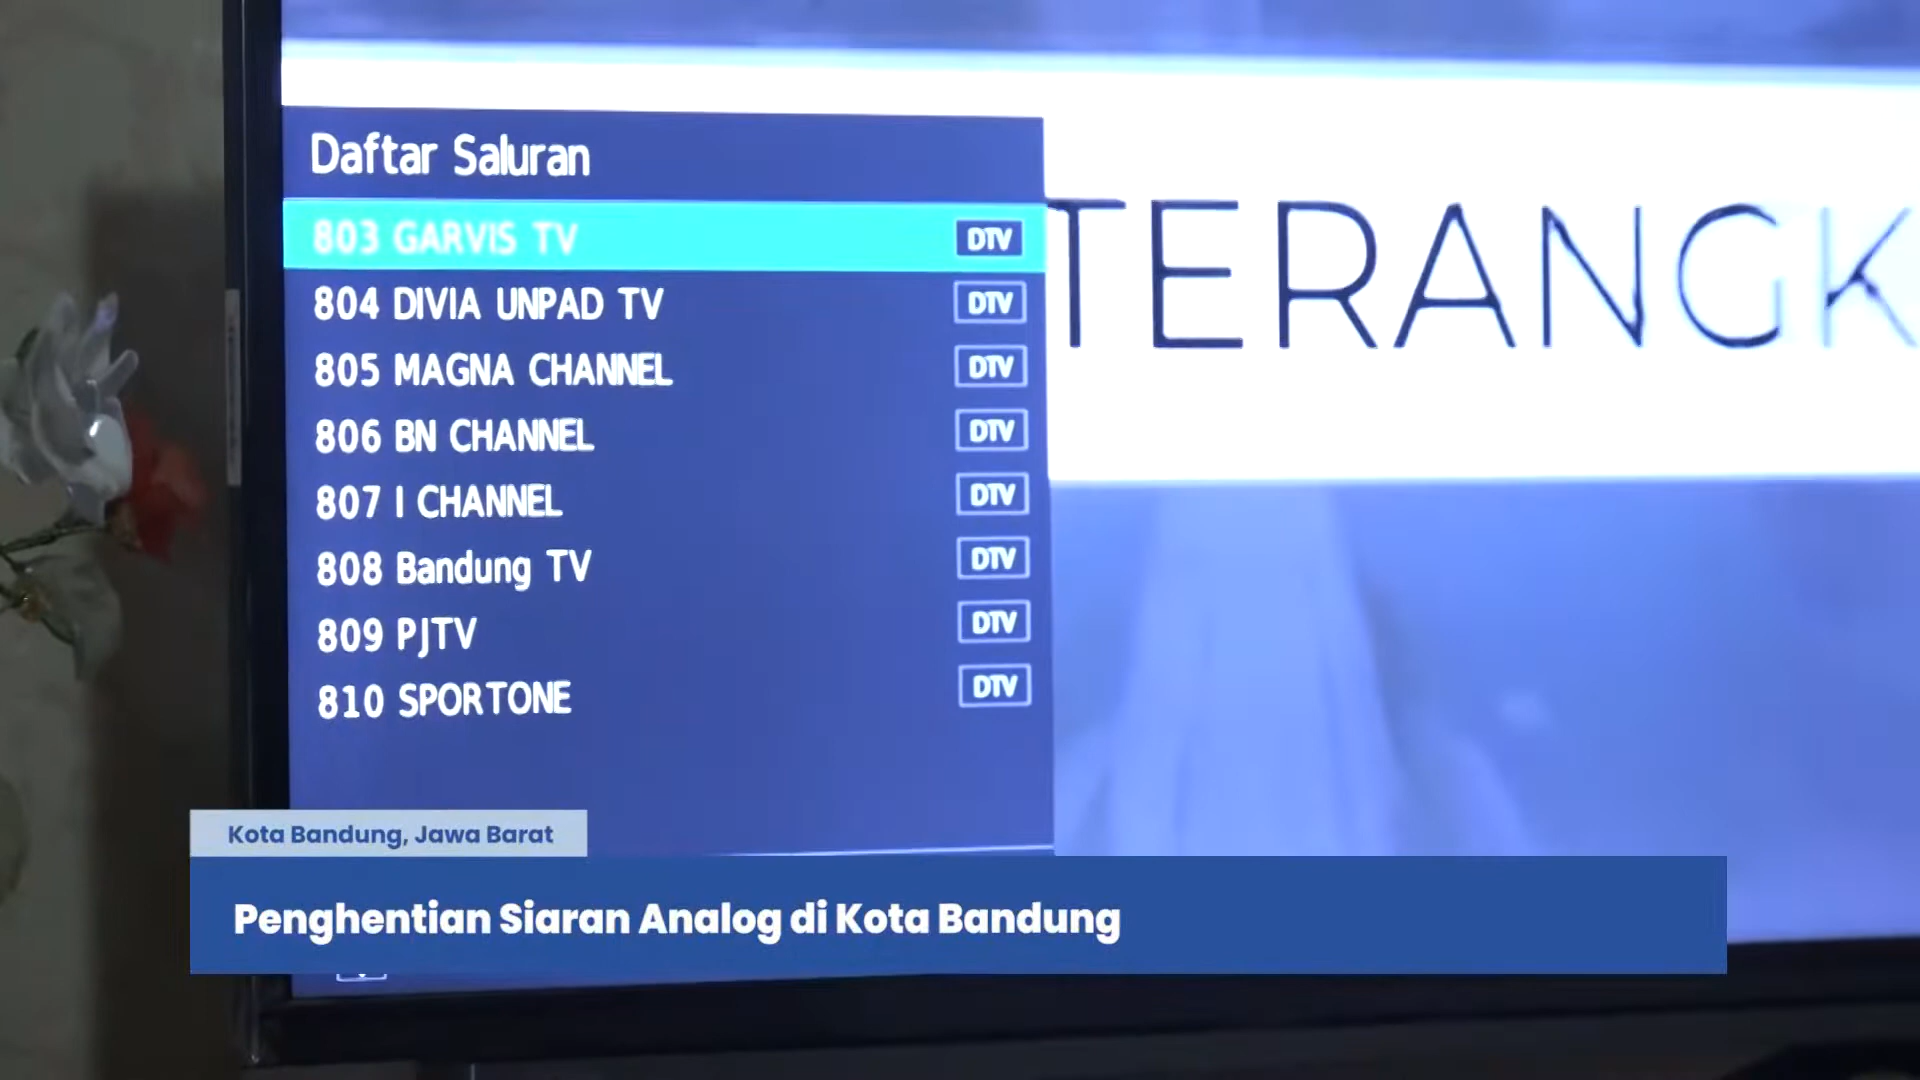 Daftar Saluran
803 GARVIS TV DTV
804 DIVIA UNPAD TV DTV
805 MAGNA CHANNEL DTV
806 BN CHANNEL DTV
807 I CHANNEL DTV
808 Bandung TV DTV
809 PJTV DTV
810 SPORTONE DTV
TERANGK
Kota Bandung, Jawa Barat
Penghentian Siaran Analog di Kota Bandung